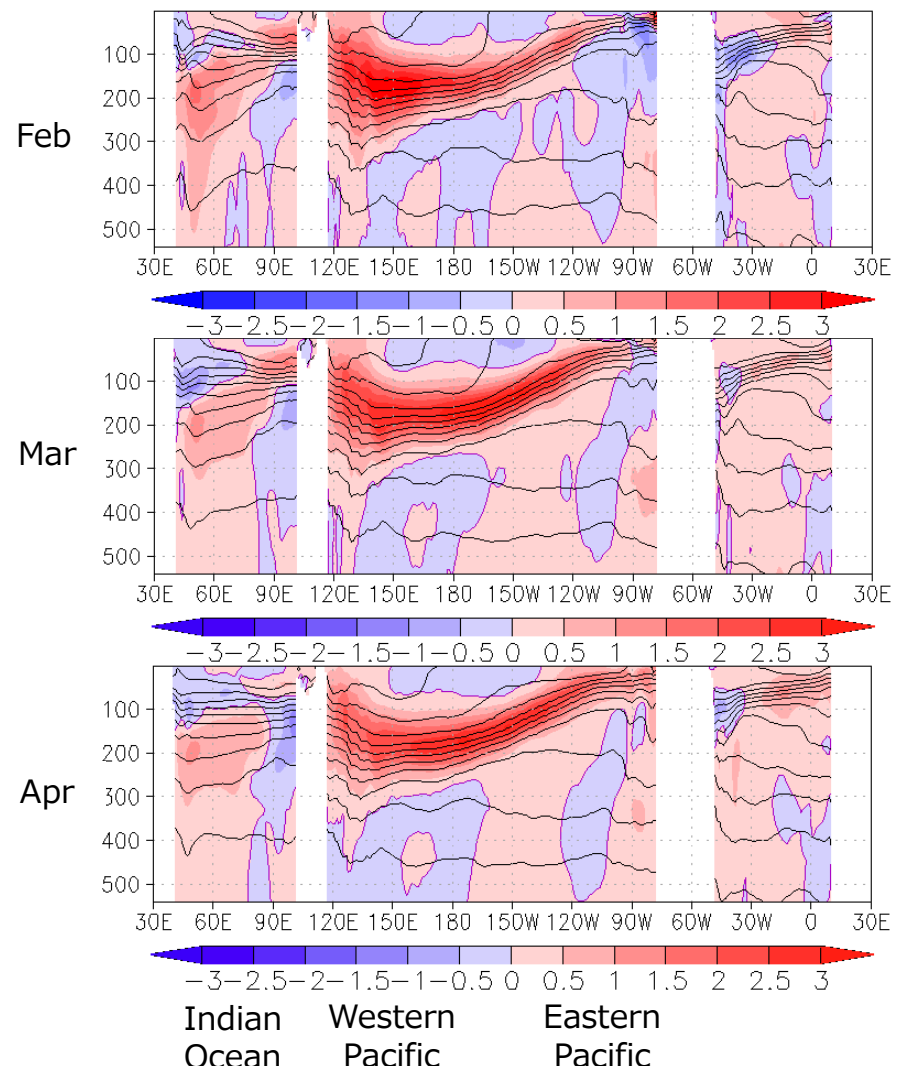 100
200
Feb 300
400
500
30E 60E 90E 120E 150E 180 150W 120W 90W 60W 30W 0 30E
-3 -2.5 -2 -1.5 -1 -0.5 0 0.5 1 1.5 2 2.5 3
100
200
Mar 300
400
500
30E 60E 90E 120E 150E 180 150W 120W 90W 60W 30W 0 30E
-3 -2.5 -2 -1.5 -1 -0.5 0 0.5 1 1.5 2 2.5 3
100
200
Apr 300
400
500
30E 60E 90E 120E 150E 180 150W 120W 90W 60W 30W 0 30E
-3 -2.5 -2 -1.5 -1 -0.5 0 0.5 1 1.5 2 2.5 3
Indian Western Eastern
Ocean Pacific Pacific